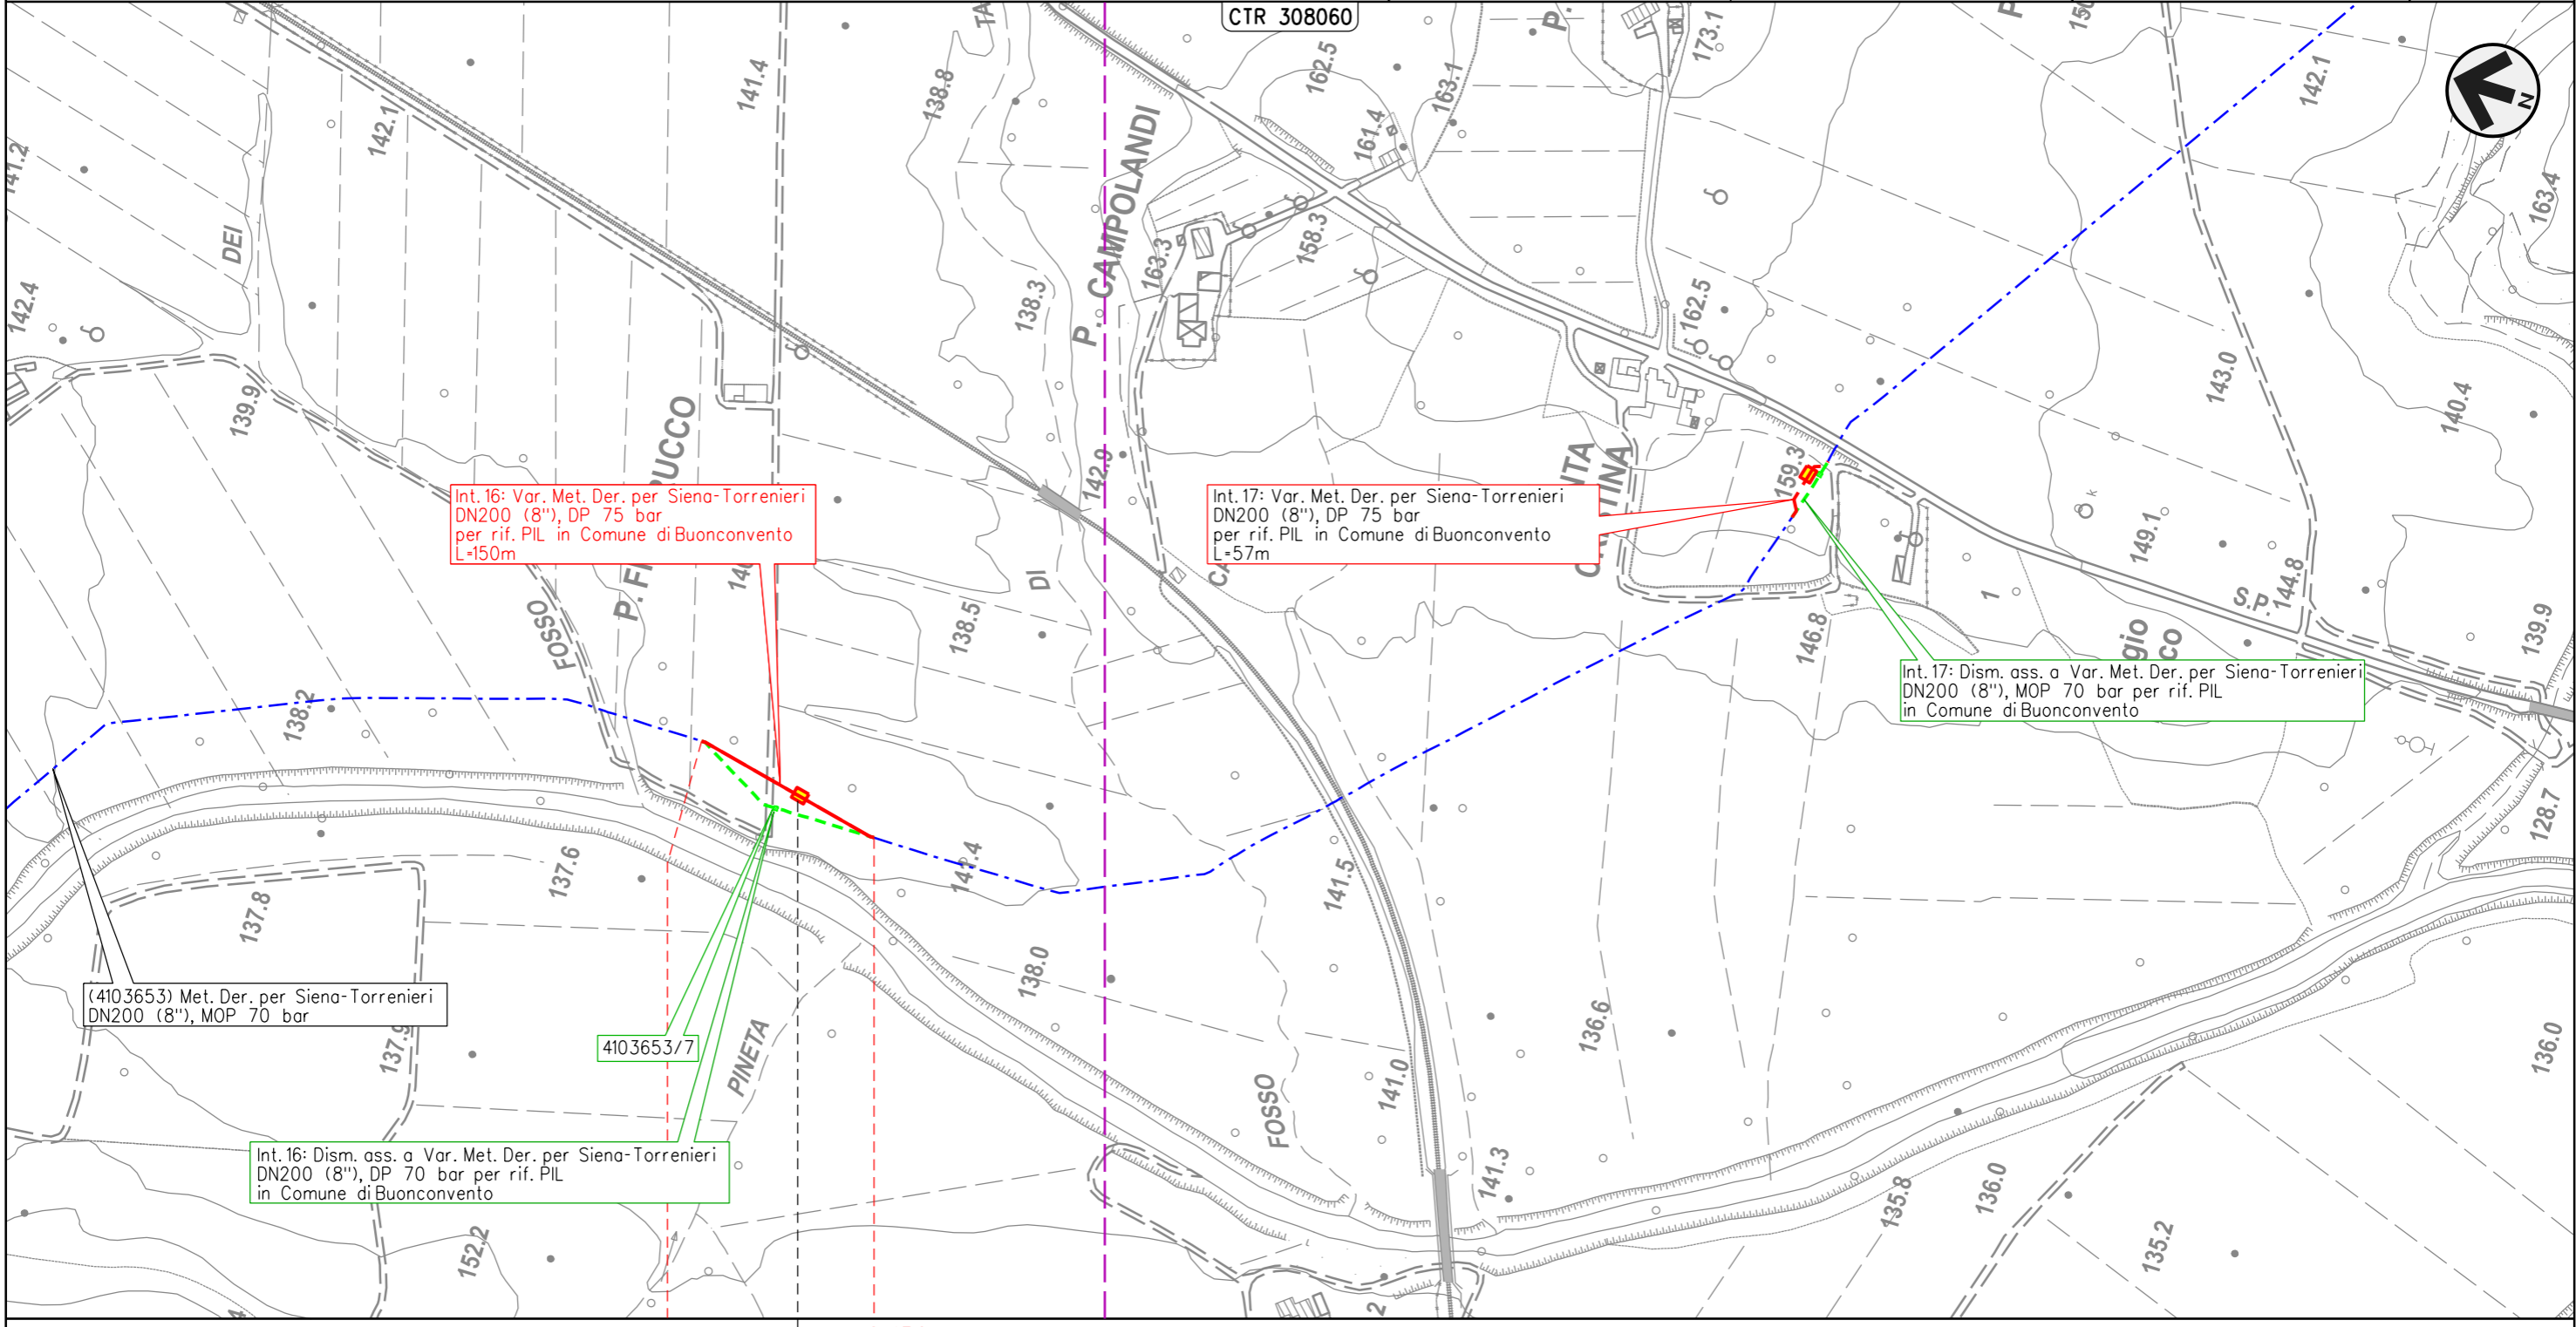 CTR 308060
N
173.1
162.5
163.1
161.4
142.1
141.4
138.8
142.1
163.4
P. CAMPOLANDI
163.3
158.3
DEI
142.4
138.3
162.5
143.0
140.4
139.9
142.9
159.3
149.1
Int.16: Var. Met. Der. per Siena-Torrenieri
DN200 (8"), DP 75 bar
per rif. PIL in Comune di Buonconvento
L=150m
Int.17: Var. Met. Der. per Siena-Torrenieri
DN200 (8"), DP 75 bar
per rif. PIL in Comune di Buonconvento
L=57m
FOSSO
DI
138.5
146.8
1
S.P.
144.8
139.9
Int.17: Dism. ass. a Var. Met. Der. per Siena-Torrenieri
DN200 (8"), MOP 70 bar per rif. PIL
in Comune di Buonconvento
138.2
128.7
137.6
137.8
141.4
141.5
138.0
(4103653) Met. Der. per Siena-Torrenieri
DN200 (8"), MOP 70 bar
137.9
4103653/7
PINETA
136.6
136.0
141.0
FOSSO
Int.16: Dism. ass. a Var. Met. Der. per Siena-Torrenieri
DN200 (8"), DP 70 bar per rif. PIL
in Comune di Buonconvento
141.3
135.8
136.0
135.2
152.2